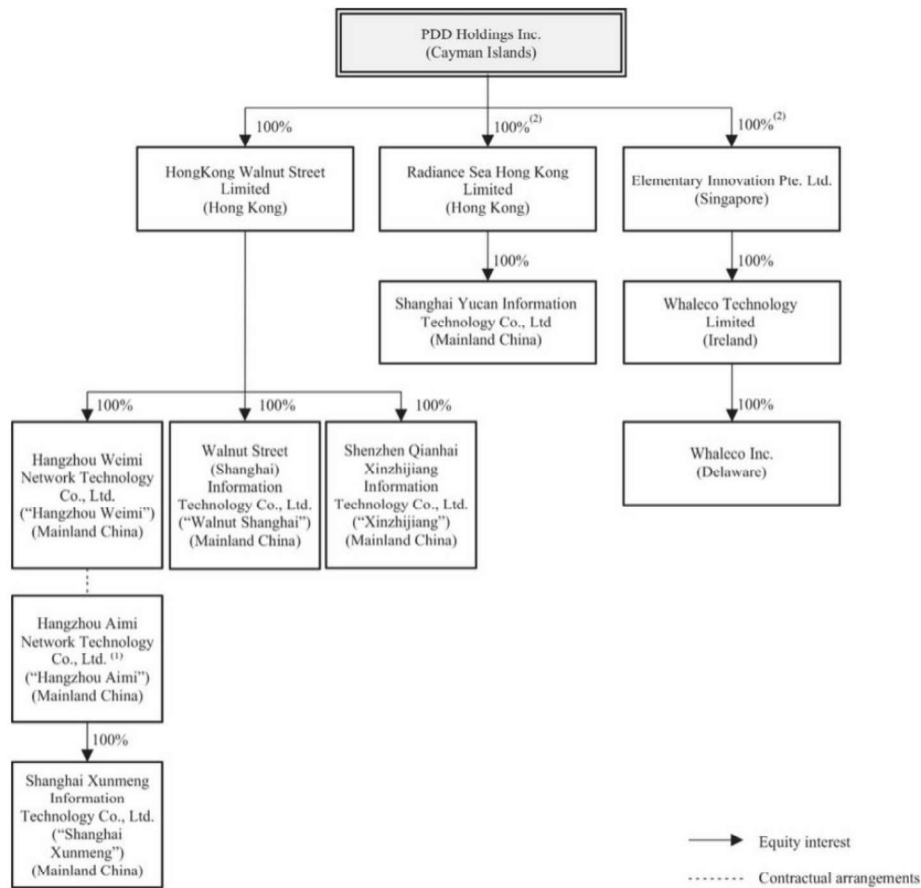 PDD Holdings Inc.
(Cayman Islands)
100%
100%(2)
100%(2)
HongKong Walnut Street
Limited
(Hong Kong)
Radiance Sea Hong Kong
Limited
(Hong Kong)
Elementary Innovation Pte. Ltd.
(Singapore)
100%
100%
Shanghai Yucan Information
Technology Co., Ltd
(Mainland China)
Whaleco Technology
Limited
(Ireland)
100%
100%
100%
100%
Hangzhou Weimi
Network Technology
Co., Ltd.
(“Hangzhou Weimi”)
(Mainland China)
Walnut Street
(Shanghai)
Information
Technology Co., Ltd.
(“Walnut Shanghai”)
(Mainland China)
Shenzhen Qianhai
Xinzhijiang
Information
Technology Co., Ltd.
(“Xinzhijiang”)
(Mainland China)
Whaleco Inc.
(Delaware)
Hangzhou Aimi
Network Technology
Co., Ltd. (1)
(“Hangzhou Aimi”)
(Mainland China)
100%
Shanghai Xunmeng
Information
Technology Co., Ltd.
(“Shanghai
Xunmeng”)
(Mainland China)
Equity interest
Contractual arrangements